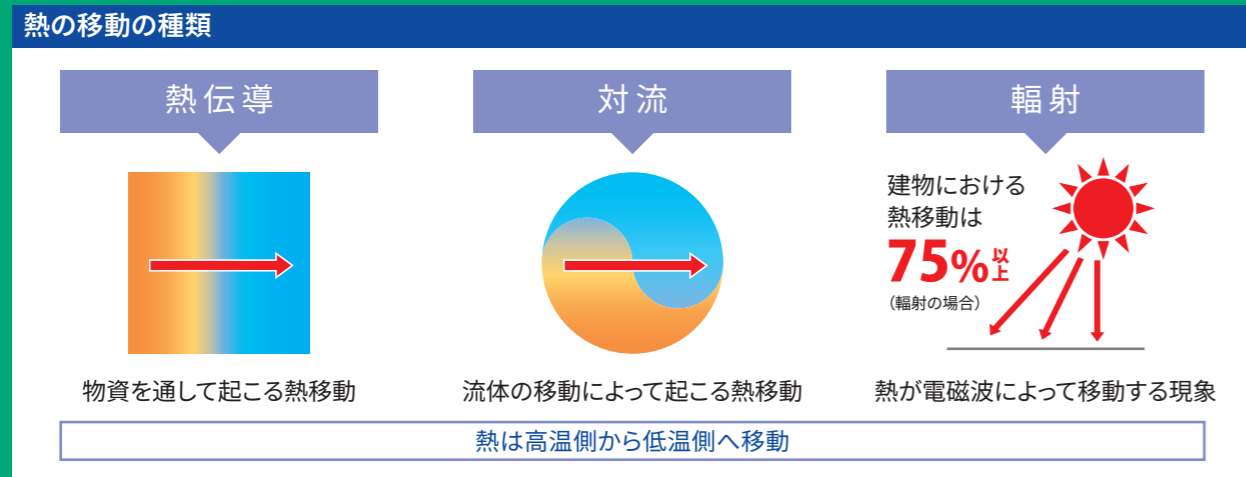 熱の移動の種類
熱伝導
対流
輻射
建物における
熱移動は
75%以上
(輻射の場合)
物資を通して起こる熱移動
流体の移動によって起こる熱移動
熱が電磁波によって移動する現象
熱は高温側から低温側へ移動